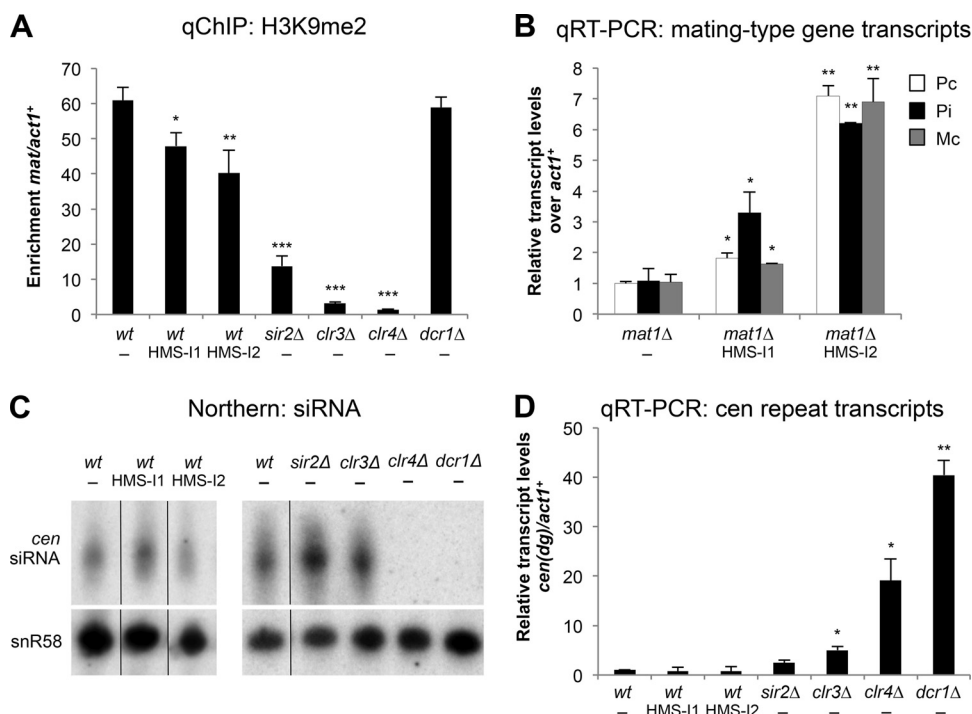 A
qChIP: H3K9me2
Enrichment mat/act1+
70
60
50
40
30
20
10
0
*
**
***
***
***
wt wt wt sir2Δ clr3Δ clr4Δ dcr1Δ
– HMS-I1 HMS-I2 – – – –
B
qRT-PCR: mating-type gene transcripts
Relative transcript levels
over act1+
8
7
6
5
4
3
2
1
0
* * *
** ** **
Pc
Pi
Mc
mat1Δ mat1Δ mat1Δ
– HMS-I1 HMS-I2
C
Northern: siRNA
wt wt wt wt sir2Δ clr3Δ clr4Δ dcr1Δ
– HMS-I1 HMS-I2 – – – – –
cen
siRNA
snR58
D
qRT-PCR: cen repeat transcripts
Relative transcript levels
cen(dg)/act1+
50
40
30
20
10
0
*
*
**
wt wt wt sir2Δ clr3Δ clr4Δ dcr1Δ
– HMS-I1 HMS-I2 – – – –